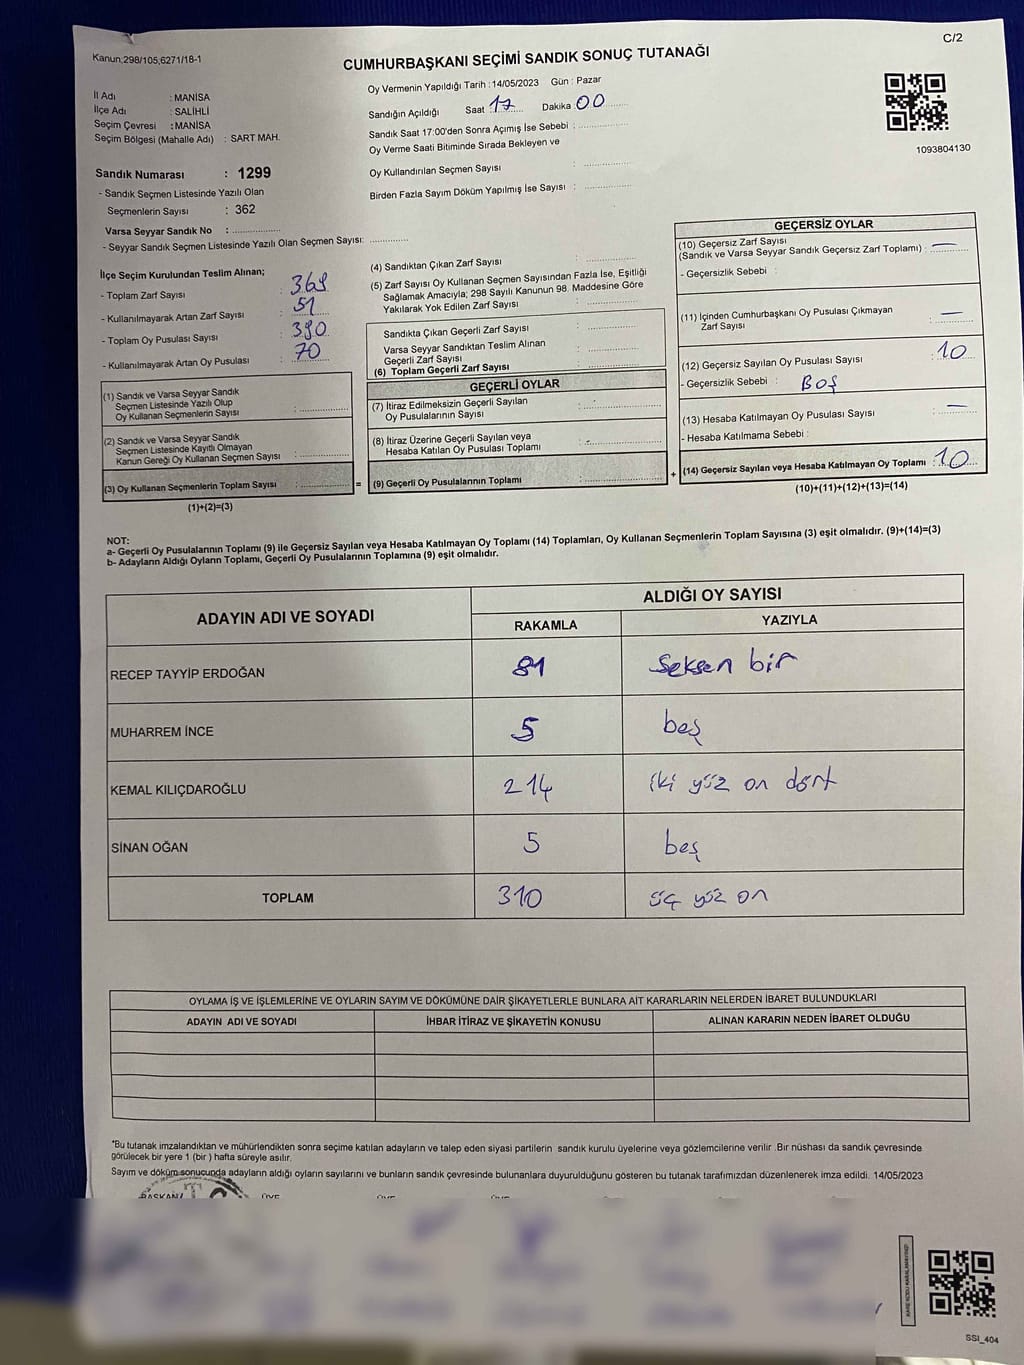 Kanun;298/105,6271/18-1
C/2
CUMHURBAŞKANI SEÇİMİ SANDIK SONUÇ TUTANAĞI
İl Adı : MANİSA
İlçe Adı : SALİHLİ
Seçim Çevresi : MANİSA
Seçim Bölgesi (Mahalle Adı) : SART MAH.
Sandık Numarası : 1299
- Sandık Seçmen Listesinde Yazılı Olan
Seçmenlerin Sayısı : 362
Varsa Seyyar Sandık No :
- Seyyar Sandık Seçmen Listesinde Yazılı Olan Seçmen Sayısı:
Oy Vermenin Yapıldığı Tarih : 14/05/2023 Gün : Pazar
Sandığın Açıldığı Saat 17 Dakika 00
Sandık Saat 17:00'den Sonra Açımış İse Sebebi :
Oy Verme Saati Bitiminde Sırada Bekleyen ve
Oy Kullandırılan Seçmen Sayısı :
Birden Fazla Sayım Döküm Yapılmış İse Sayısı :
1093804130
İlçe Seçim Kurulundan Teslim Alınan;
- Toplam Zarf Sayısı :
- Kullanılmayarak Artan Zarf Sayısı : 51
- Toplam Oy Pusulası Sayısı :
- Kullanılmayarak Artan Oy Pusulası : 70
(1) Sandık ve Varsa Seyyar Sandık
Seçmen Listesinde Yazılı Olup
Oy Kullanan Seçmenlerin Sayısı :
(2) Sandık ve Varsa Seyyar Sandık
Seçmen Listesinde Kayıtlı Olmayan
Kanun Gereği Oy Kullanan Seçmen Sayısı :
(3) Oy Kullanan Seçmenlerin Toplam Sayısı :
(1)+(2)=(3)
=
(4) Sandıktan Çıkan Zarf Sayısı :
(5) Zarf Sayısı Oy Kullanan Seçmen Sayısından Fazla İse, Eşitliği
Sağlamak Amacıyla; 298 Sayılı Kanunun 98. Maddesine Göre
Yakılarak Yok Edilen Zarf Sayısı :
Sandıkta Çıkan Geçerli Zarf Sayısı :
Varsa Seyyar Sandıktan Teslim Alınan
Geçerli Zarf Sayısı :
(6) Toplam Geçerli Zarf Sayısı :
GEÇERLİ OYLAR
(7) İtiraz Edilmeksizin Geçerli Sayılan
Oy Pusulalarının Sayısı :
(8) İtiraz Üzerine Geçerli Sayılan veya
Hesaba Katılan Oy Pusulası Toplamı :
(9) Geçerli Oy Pusulalarının Toplamı :
+
GEÇERSİZ OYLAR
(10) Geçersiz Zarf Sayısı
(Sandık ve Varsa Seyyar Sandık Geçersiz Zarf Toplamı) : —
- Geçersizlik Sebebi :
(11) İçinden Cumhurbaşkanı Oy Pusulası Çıkmayan
Zarf Sayısı : —
(12) Geçersiz Sayılan Oy Pusulası Sayısı : 10
- Geçersizlik Sebebi : BOŞ
(13) Hesaba Katılmayan Oy Pusulası Sayısı : —
- Hesaba Katılmama Sebebi :
(14) Geçersiz Sayılan veya Hesaba Katılmayan Oy Toplamı : 10
(10)+(11)+(12)+(13)=(14)
NOT:
a- Geçerli Oy Pusulalarının Toplamı (9) ile Geçersiz Sayılan veya Hesaba Katılmayan Oy Toplamı (14) Toplamları, Oy Kullanan Seçmenlerin Toplam Sayısına (3) eşit olmalıdır. (9)+(14)=(3)
b- Adayların Aldığı Oyların Toplamı, Geçerli Oy Pusulalarının Toplamına (9) eşit olmalıdır.
ADAYIN ADI VE SOYADI ALDIĞI OY SAYISI
RAKAMLA YAZIYLA
RECEP TAYYİP ERDOĞAN 81 Seksen bir
MUHARREM İNCE 5 beş
KEMAL KILIÇDAROĞLU 214 iki yüz on dört
SİNAN OĞAN 5 beş
TOPLAM 310 üç yüz on
OYLAMA İŞ VE İŞLEMLERİNE VE OYLARIN SAYIM VE DÖKÜMÜNE DAİR ŞİKAYETLERLE BUNLARA AİT KARARLARIN NELERDEN İBARET BULUNDUKLARI
ADAYIN ADI VE SOYADI İHBAR İTİRAZ VE ŞİKAYETİN KONUSU ALINAN KARARIN NEDEN İBARET OLDUĞU
*Bu tutanak imzalandıktan ve mühürlendikten sonra seçime katılan adayların ve talep eden siyasi partilerin sandık kurulu üyelerine veya gözlemcilerine verilir .Bir nüshası da sandık çevresinde
görülecek bir yere 1 (bir ) hafta süreyle asılır.
Sayım ve döküm sonucunda adayların aldığı oyların sayılarını ve bunların sandık çevresinde bulunanlara duyurulduğunu gösteren bu tutanak tarafımızdan düzenlenerek imza edildi. 14/05/2023
BAŞKAN
SSI_404